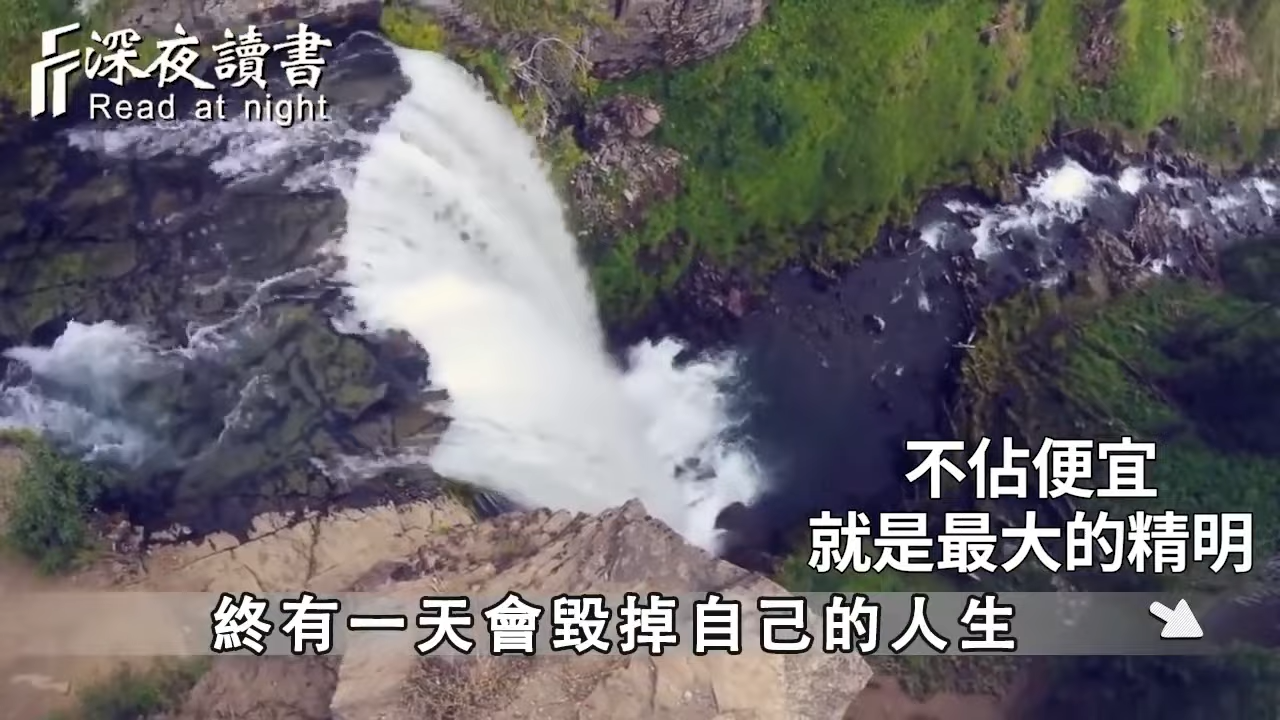 深夜讀書
Read at night
不佔便宜
就是最大的精明
終有一天會毀掉自己的人生